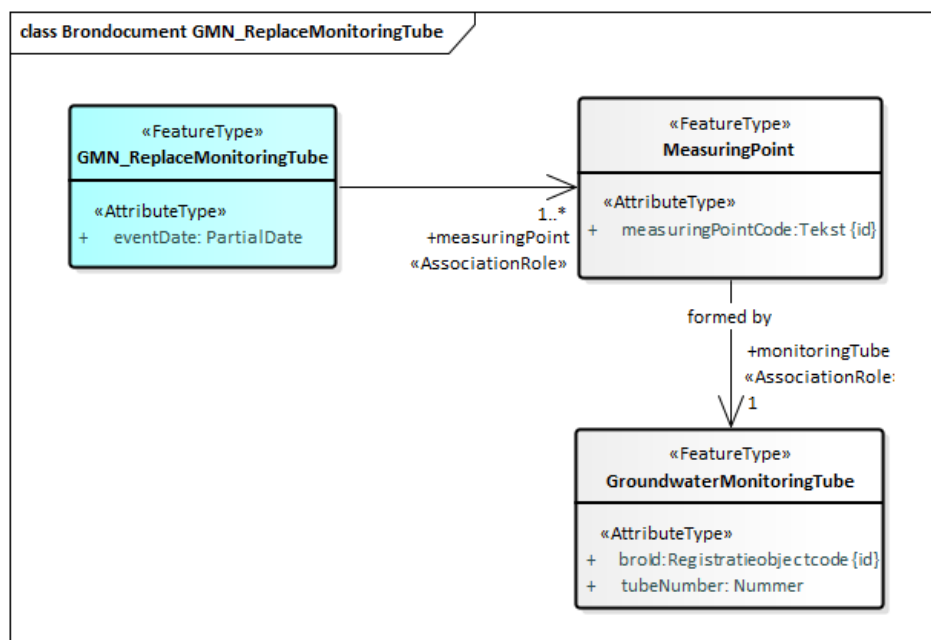 class Brondocument GMN_ReplaceMonitoringTube
«FeatureType»
GMN_ReplaceMonitoringTube
«AttributeType»
+ eventDate: PartialDate
1..*
+measuringPoint
«AssociationRole»
«FeatureType»
MeasuringPoint
«AttributeType»
+ measuringPointCode:Tekst {id}
formed by
+monitoringTube
«AssociationRole»
1
«FeatureType»
GroundwaterMonitoringTube
«AttributeType»
+ broId:Registratieobjectcode {id}
+ tubeNumber: Nummer